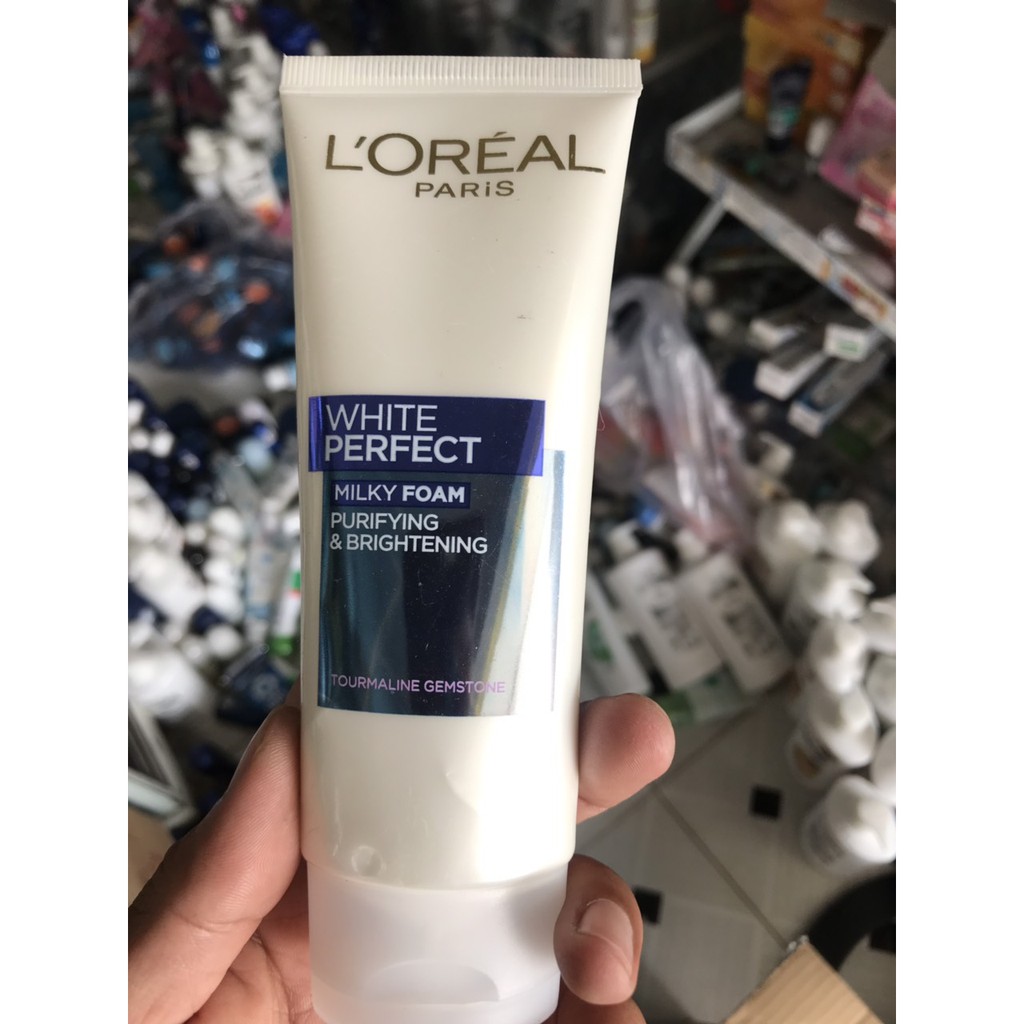 L'ORÉAL
PARiS
WHITE
PERFECT
MILKY FOAM
PURIFYING
& BRIGHTENING
TOURMALINE GEMSTONE